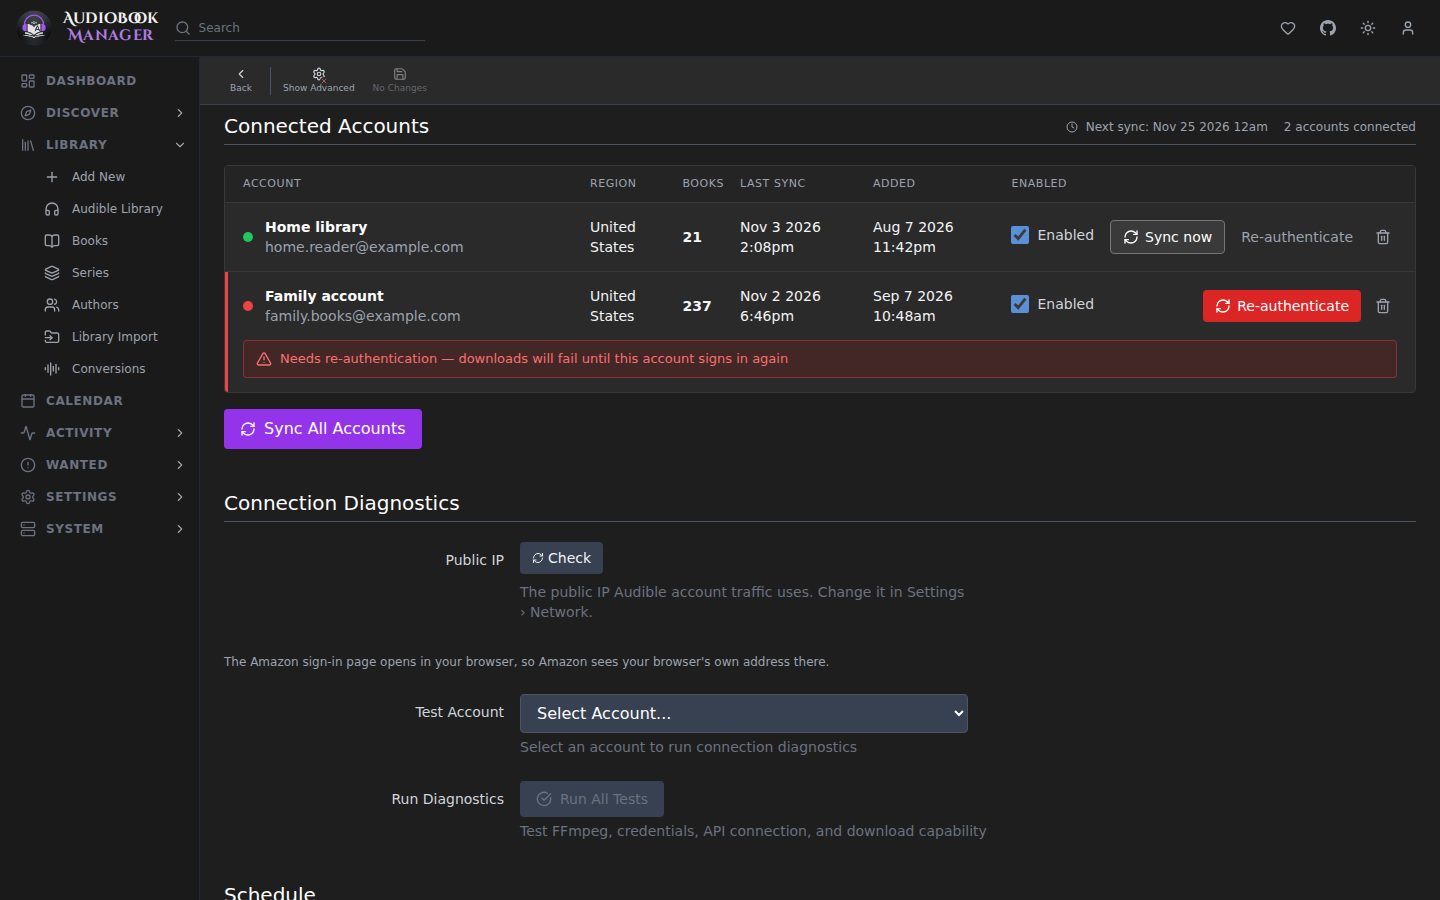 AUDIOBOOK
MANAGER
Search
DASHBOARD
DISCOVER
LIBRARY
Add New
Audible Library
Books
Series
Authors
Library Import
Conversions
CALENDAR
ACTIVITY
WANTED
SETTINGS
SYSTEM
Back
Show Advanced
No Changes
Connected Accounts
Next sync: Nov 25 2026 12am
2 accounts connected
ACCOUNT REGION BOOKS LAST SYNC ADDED ENABLED
Home library
home.reader@example.com
United
States
21
Nov 3 2026
2:08pm
Aug 7 2026
11:42pm
Enabled
Sync now
Re-authenticate
Family account
family.books@example.com
United
States
237
Nov 2 2026
6:46pm
Sep 7 2026
10:48am
Enabled
Re-authenticate
Needs re-authentication — downloads will fail until this account signs in again
Sync All Accounts
Connection Diagnostics
Public IP
Check
The public IP Audible account traffic uses. Change it in Settings
› Network.
The Amazon sign-in page opens in your browser, so Amazon sees your browser's own address there.
Test Account
Select Account...
Select an account to run connection diagnostics
Run Diagnostics
Run All Tests
Test FFmpeg, credentials, API connection, and download capability
Schedule